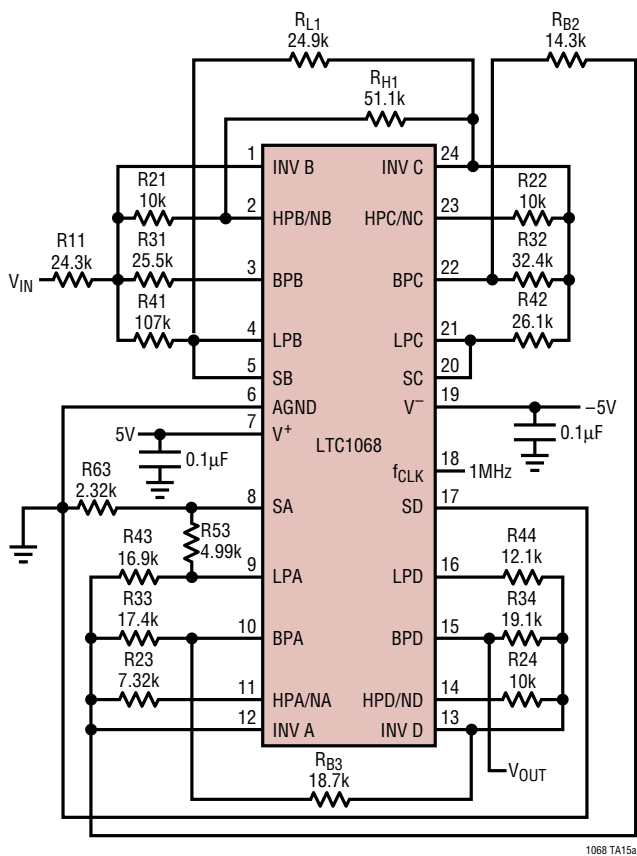 RL1
24.9k
RB2
14.3k
RH1
51.1k
1
INV B
INV C
24
R21
10k
2
HPB/NB
HPC/NC
23
R22
10k
R11
24.3k
VIN
R31
25.5k
3
BPB
BPC
22
R32
32.4k
R41
107k
4
LPB
LPC
21
R42
26.1k
5
SB
SC
20
6
AGND
V−
19
−5V
5V
7
V+
LTC1068
0.1µF
0.1µF
fCLK
18
1MHz
R63
2.32k
8
SA
SD
17
R53
4.99k
R43
16.9k
9
LPA
LPD
16
R44
12.1k
R33
17.4k
10
BPA
BPD
15
R34
19.1k
R23
7.32k
11
HPA/NA
HPD/ND
14
R24
10k
12
INV A
INV D
13
RB3
18.7k
VOUT
1068 TA15a